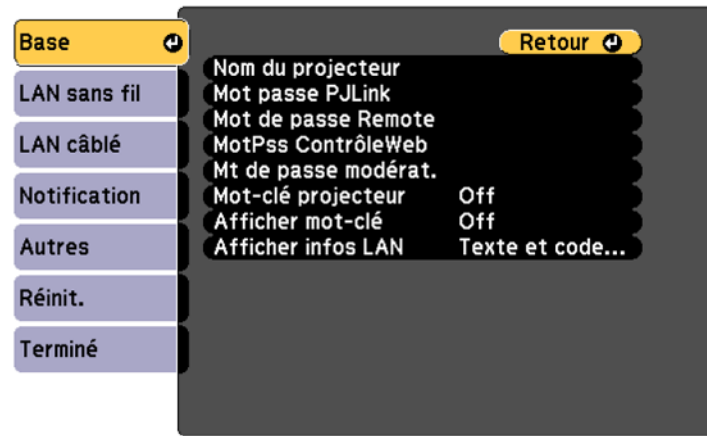 Base
LAN sans fil
LAN câblé
Notification
Autres
Réinit.
Terminé
Retour
Nom du projecteur
Mot passe PJLink
Mot de passe Remote
MotPss ContrôleWeb
Mt de passe modérat.
Mot-clé projecteur Off
Afficher mot-clé Off
Afficher infos LAN Texte et code...